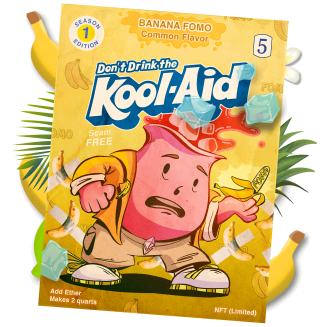 SEASON
1
EDITION
BANANA FOMO
Common Flavor
5
Don't Drink the
Kool-Aid
Scam
FREE
Add Ether
Makes 2 quarts
NFT (Limited)